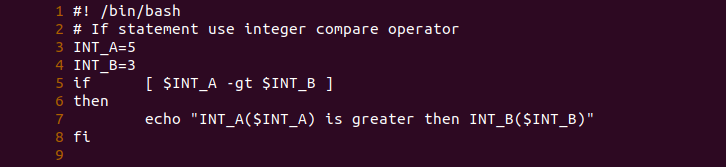 1 #! /bin/bash
2 # If statement use integer compare operator
3 INT_A=5
4 INT_B=3
5 if      [ $INT_A -gt $INT_B ]
6 then
7         echo "INT_A($INT_A) is greater then INT_B($INT_B)"
8 fi
9